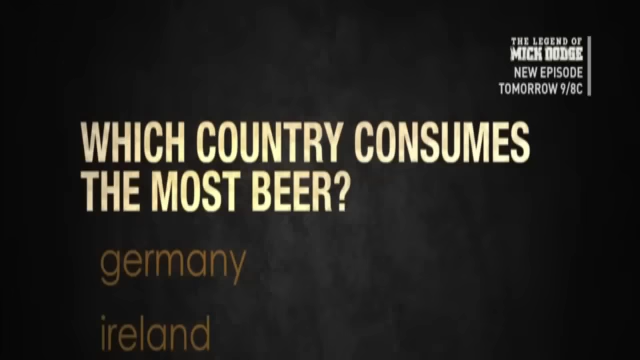 THE LEGEND OF
MICK DODGE
NEW EPISODE
TOMORROW 9/8C
WHICH COUNTRY CONSUMES
THE MOST BEER?
germany
ireland